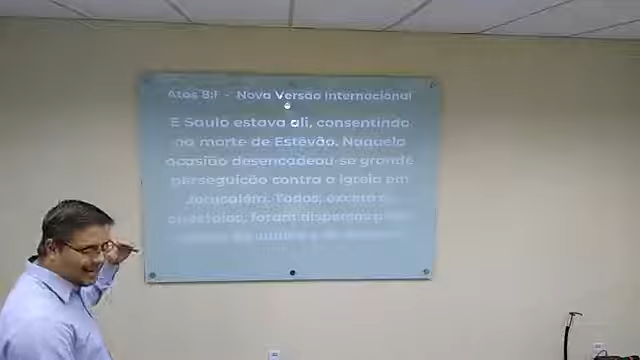 Atos 8:1 - Nova Versão Internacional
E Saulo estava ali, consentindo
na morte de Estêvão. Naquela
ocasião desencadeou-se grande
perseguição contra a igreja em
Jerusalém. Todos, exceto os
apóstolos, foram dispersos